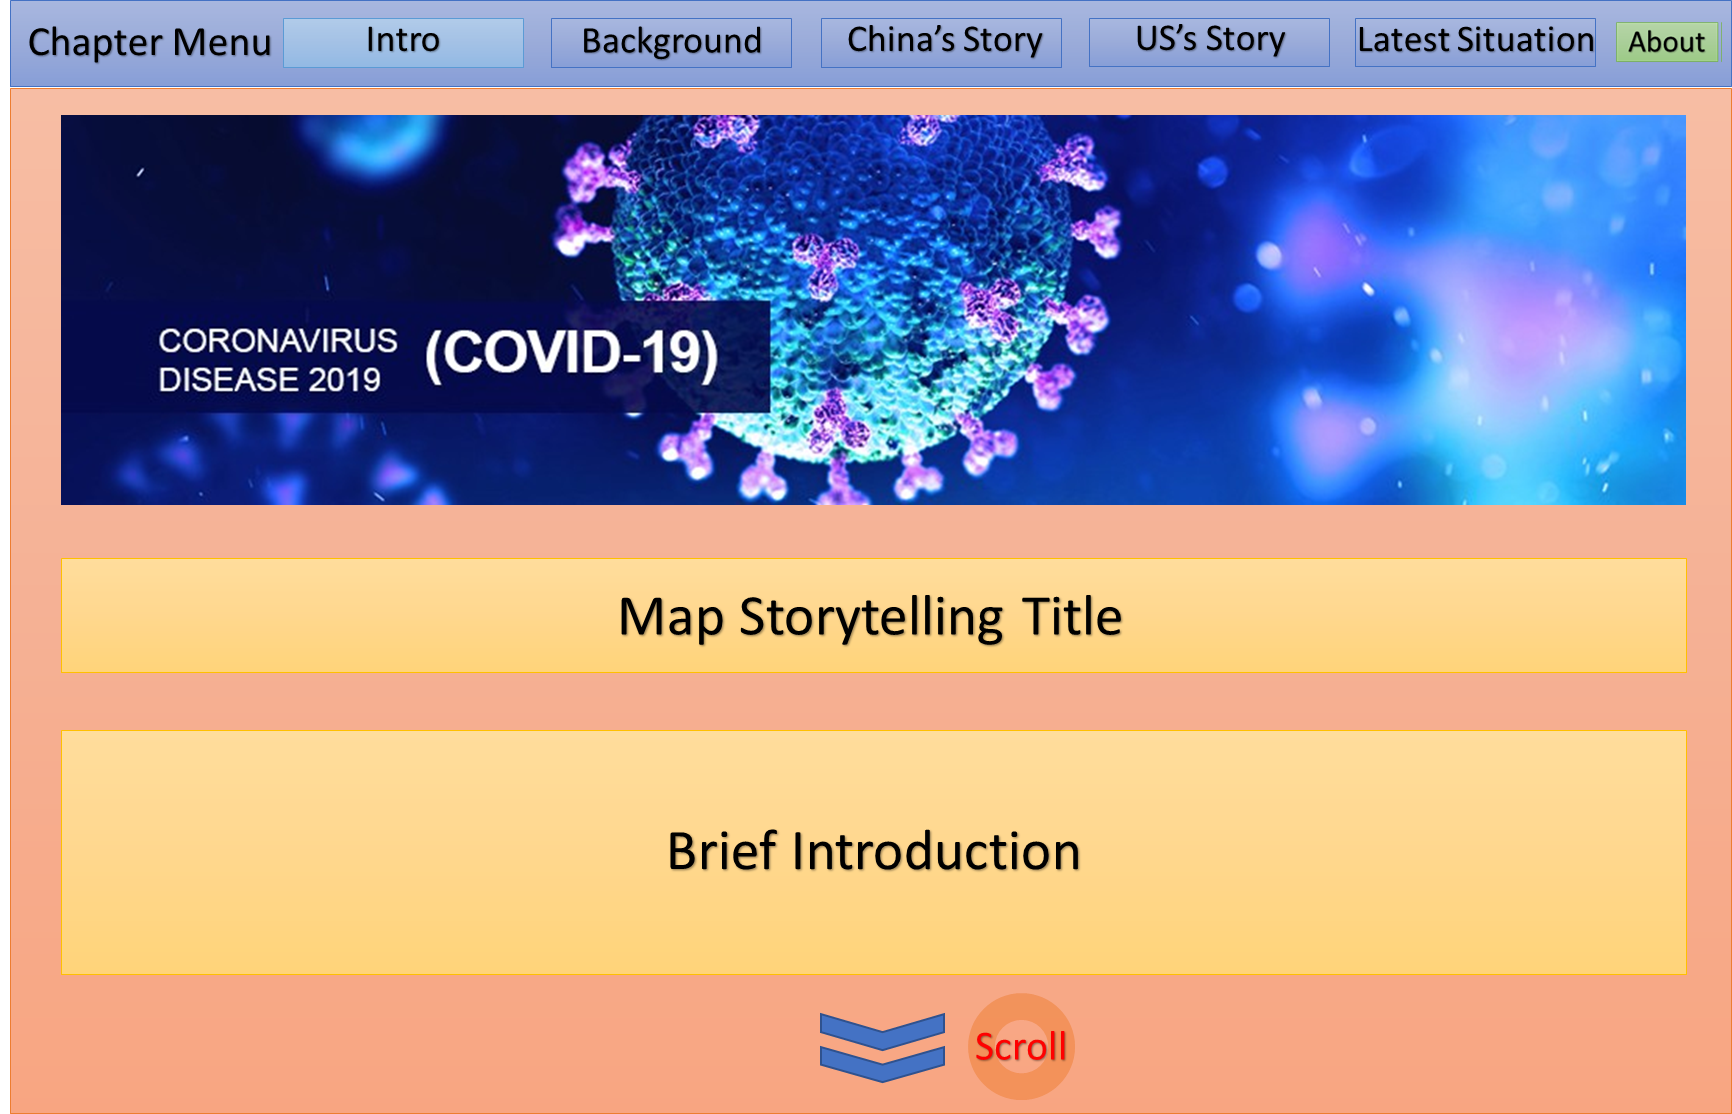 Chapter Menu
Intro
Background
China’s Story
US’s Story
Latest Situation
About
CORONAVIRUS
DISEASE 2019
(COVID-19)
Map Storytelling Title
Brief Introduction
Scroll